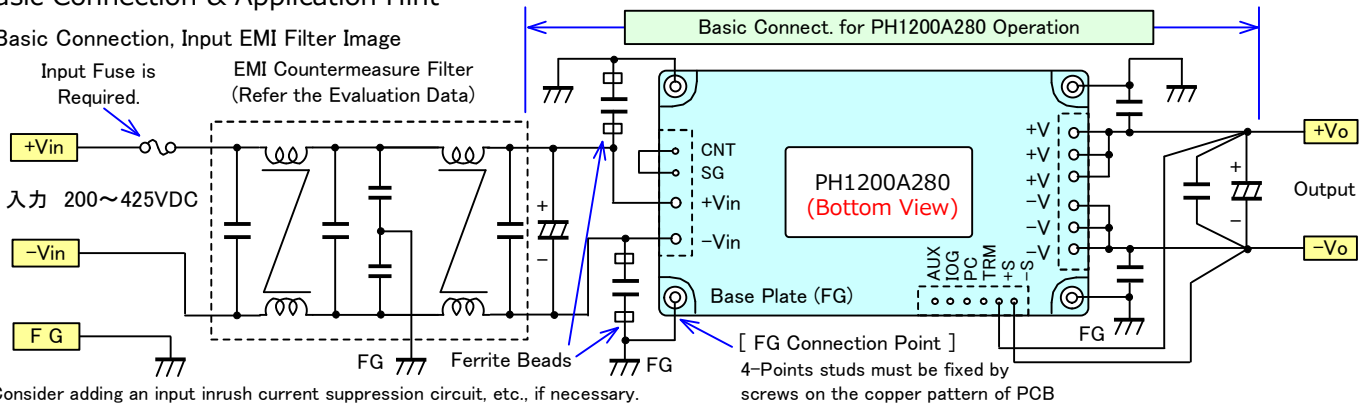 asic Connection & Application Hint
Basic Connection, Input EMI Filter Image
Basic Connect. for PH1200A280 Operation
Input Fuse is
Required.
EMI Countermeasure Filter
(Refer the Evaluation Data)
+Vin
入力 200～425VDC
−Vin
F G
FG
+
−
Ferrite Beads
FG
CNT
SG
+Vin
−Vin
PH1200A280
(Bottom View)
Base Plate (FG)
+V
+V
+V
−V
−V
−V
AUX
IOG
PC
TRM
+S
−S
FG
+
−
+Vo
Output
−Vo
[ FG Connection Point ]
4-Points studs must be fixed by
screws on the copper pattern of PCB
Consider adding an input inrush current suppression circuit, etc., if necessary.